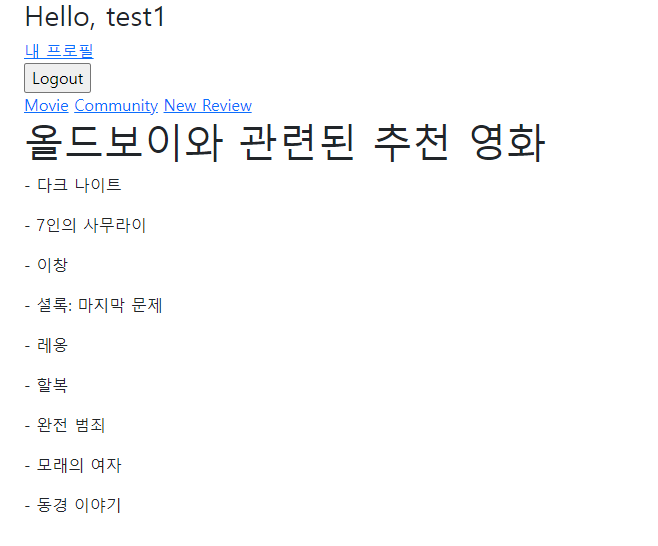 Hello, test1
내 프로필
Logout
Movie Community New Review
올드보이와 관련된 추천 영화
- 다크 나이트
- 7인의 사무라이
- 이창
- 셜록: 마지막 문제
- 레옹
- 할복
- 완전 범죄
- 모래의 여자
- 동경 이야기